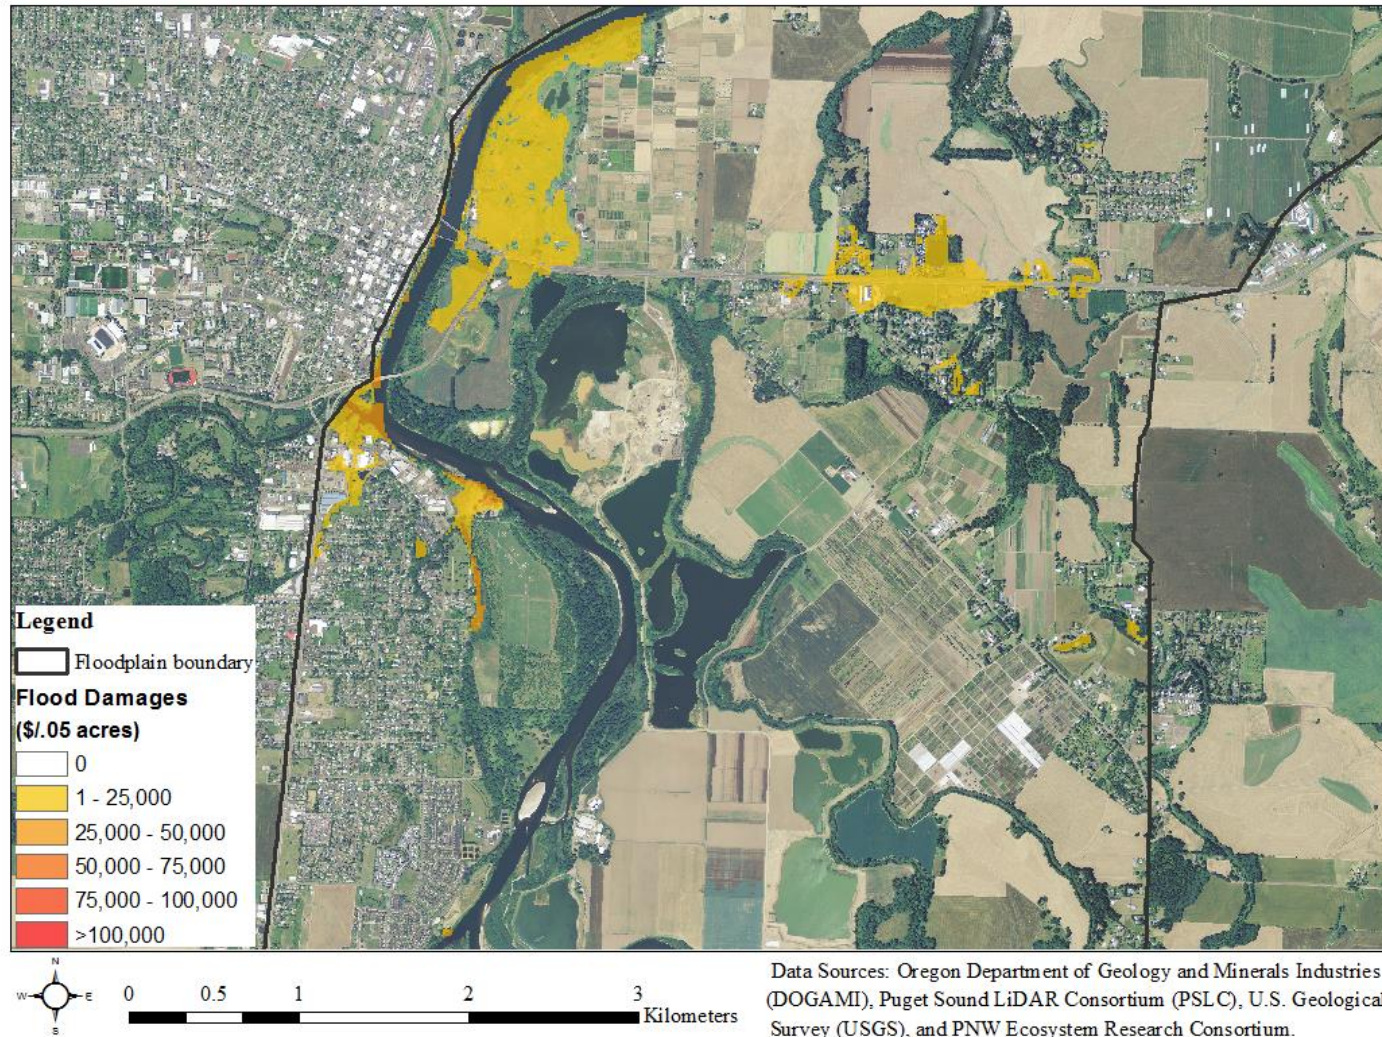 Legend
Floodplain boundary
Flood Damages
($/.05 acres)
0
1 - 25,000
25,000 - 50,000
50,000 - 75,000
75,000 - 100,000
>100,000
N
W E
S
0 0.5 1 2 3
Kilometers
Data Sources: Oregon Department of Geology and Minerals Industries
(DOGAMI), Puget Sound LiDAR Consortium (PSLC), U.S. Geological
Survey (USGS), and PNW Ecosystem Research Consortium.